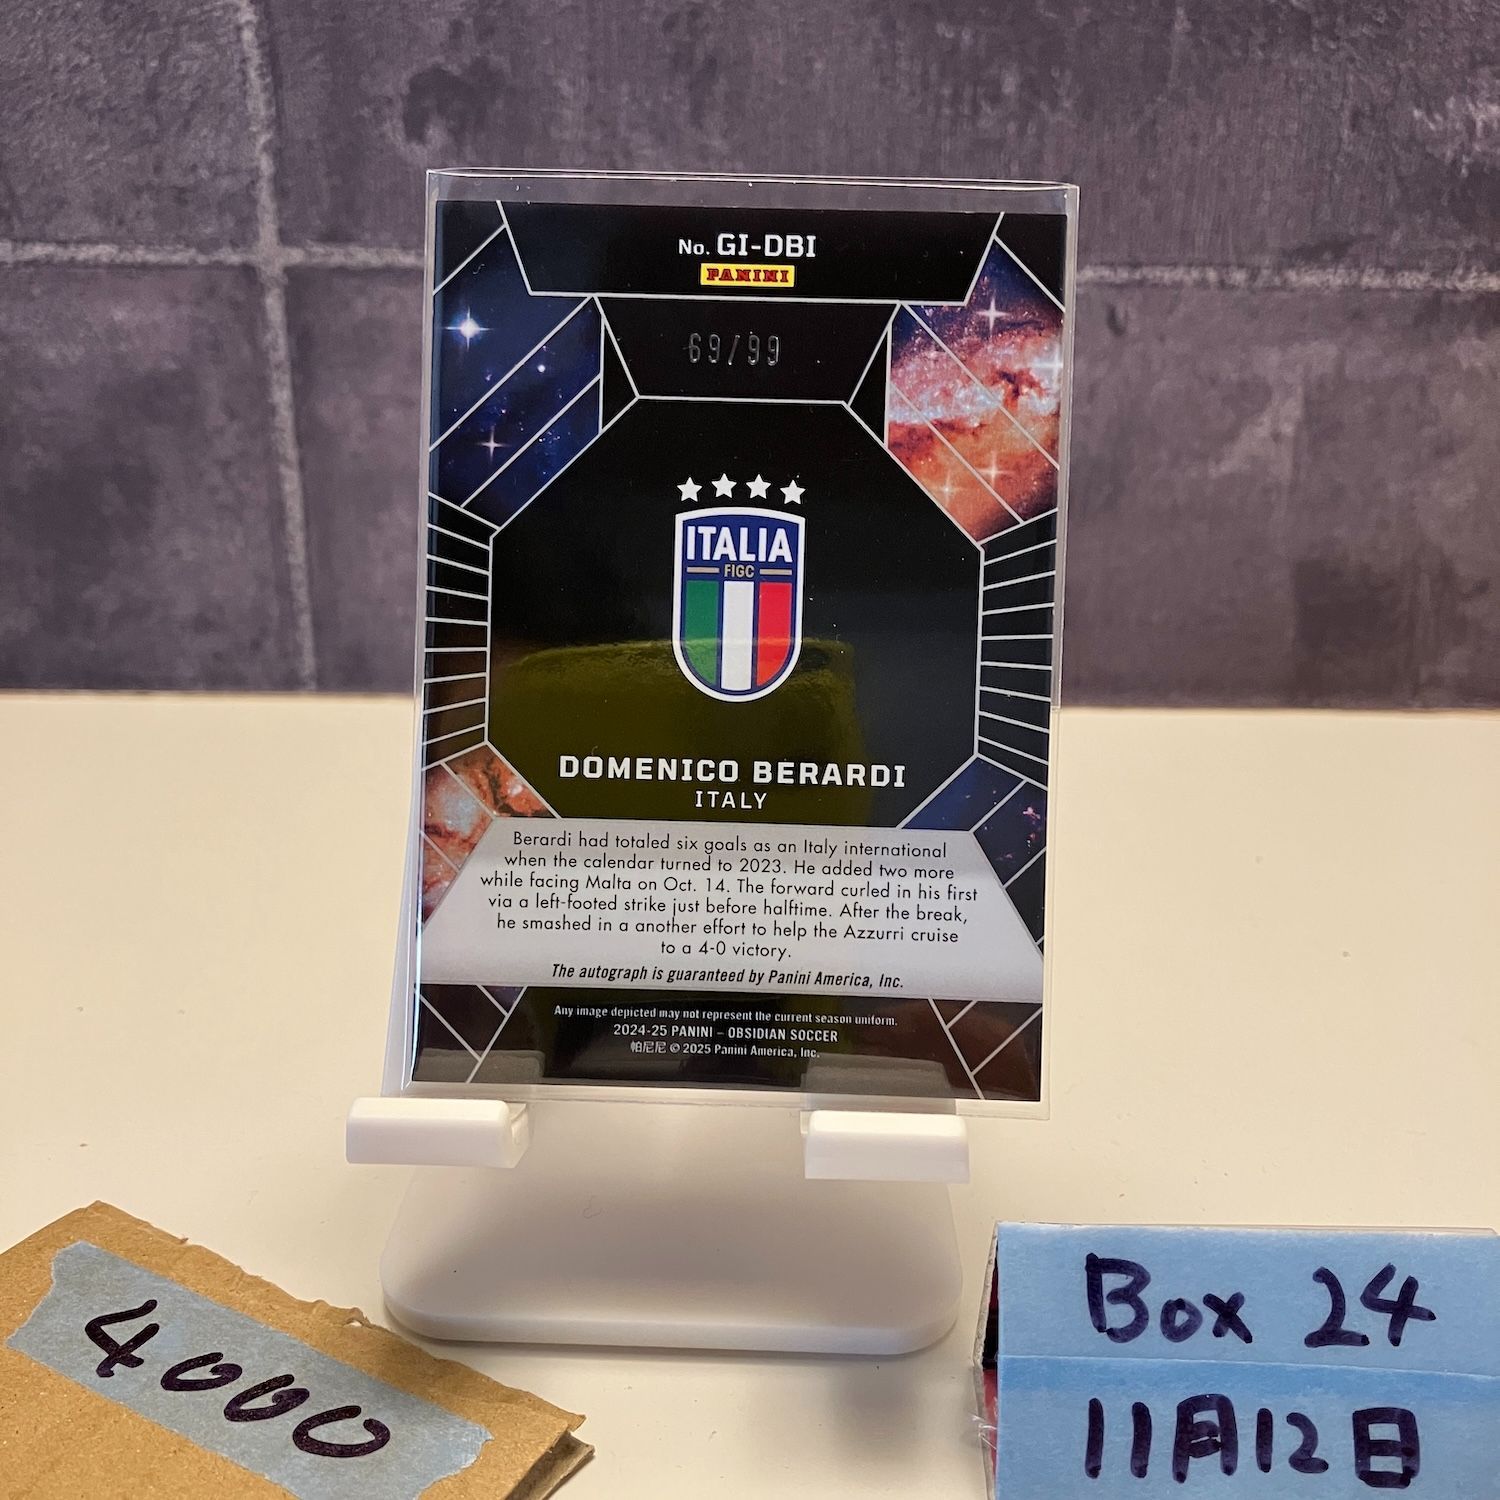 No. GI-DBI
PANINI
69/99
ITALIA
FIGC
DOMENICO BERARDI
ITALY
Berardi had totaled six goals as an Italy international
when the calendar turned to 2023. He added two more
while facing Malta on Oct. 14. The forward curled in his first
via a left-footed strike just before halftime. After the break,
he smashed in a another effort to help the Azzurri cruise
to a 4-0 victory.
The autograph is guaranteed by Panini America, Inc.
Any image depicted may not represent the current season uniform.
2024-25 PANINI – OBSIDIAN SOCCER
帕尼尼 © 2025 Panini America, Inc.
4000
Box 24
11月12日